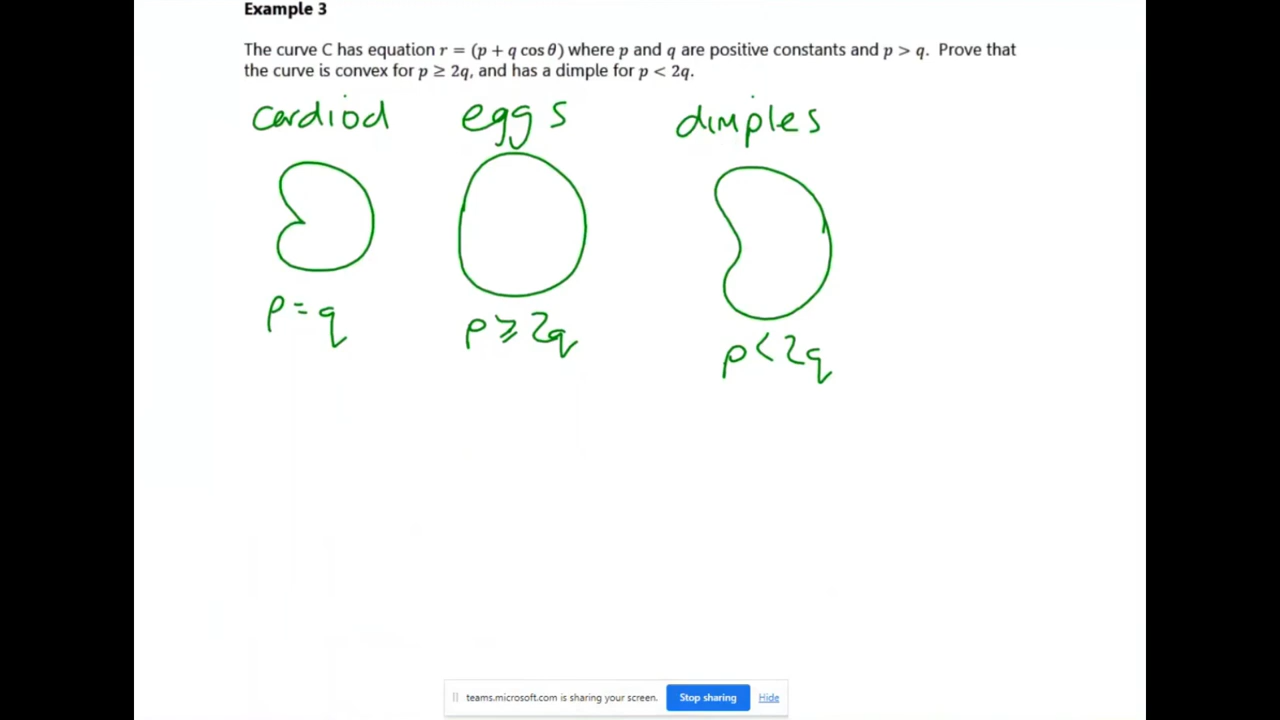 Example 3
The curve C has equation r = (p + q cos θ) where p and q are positive constants and p > q. Prove that
the curve is convex for p ≥ 2q, and has a dimple for p < 2q.
cardiod eggs dimples
p = q p ≥ 2q p < 2q
teams.microsoft.com is sharing your screen. Stop sharing Hide